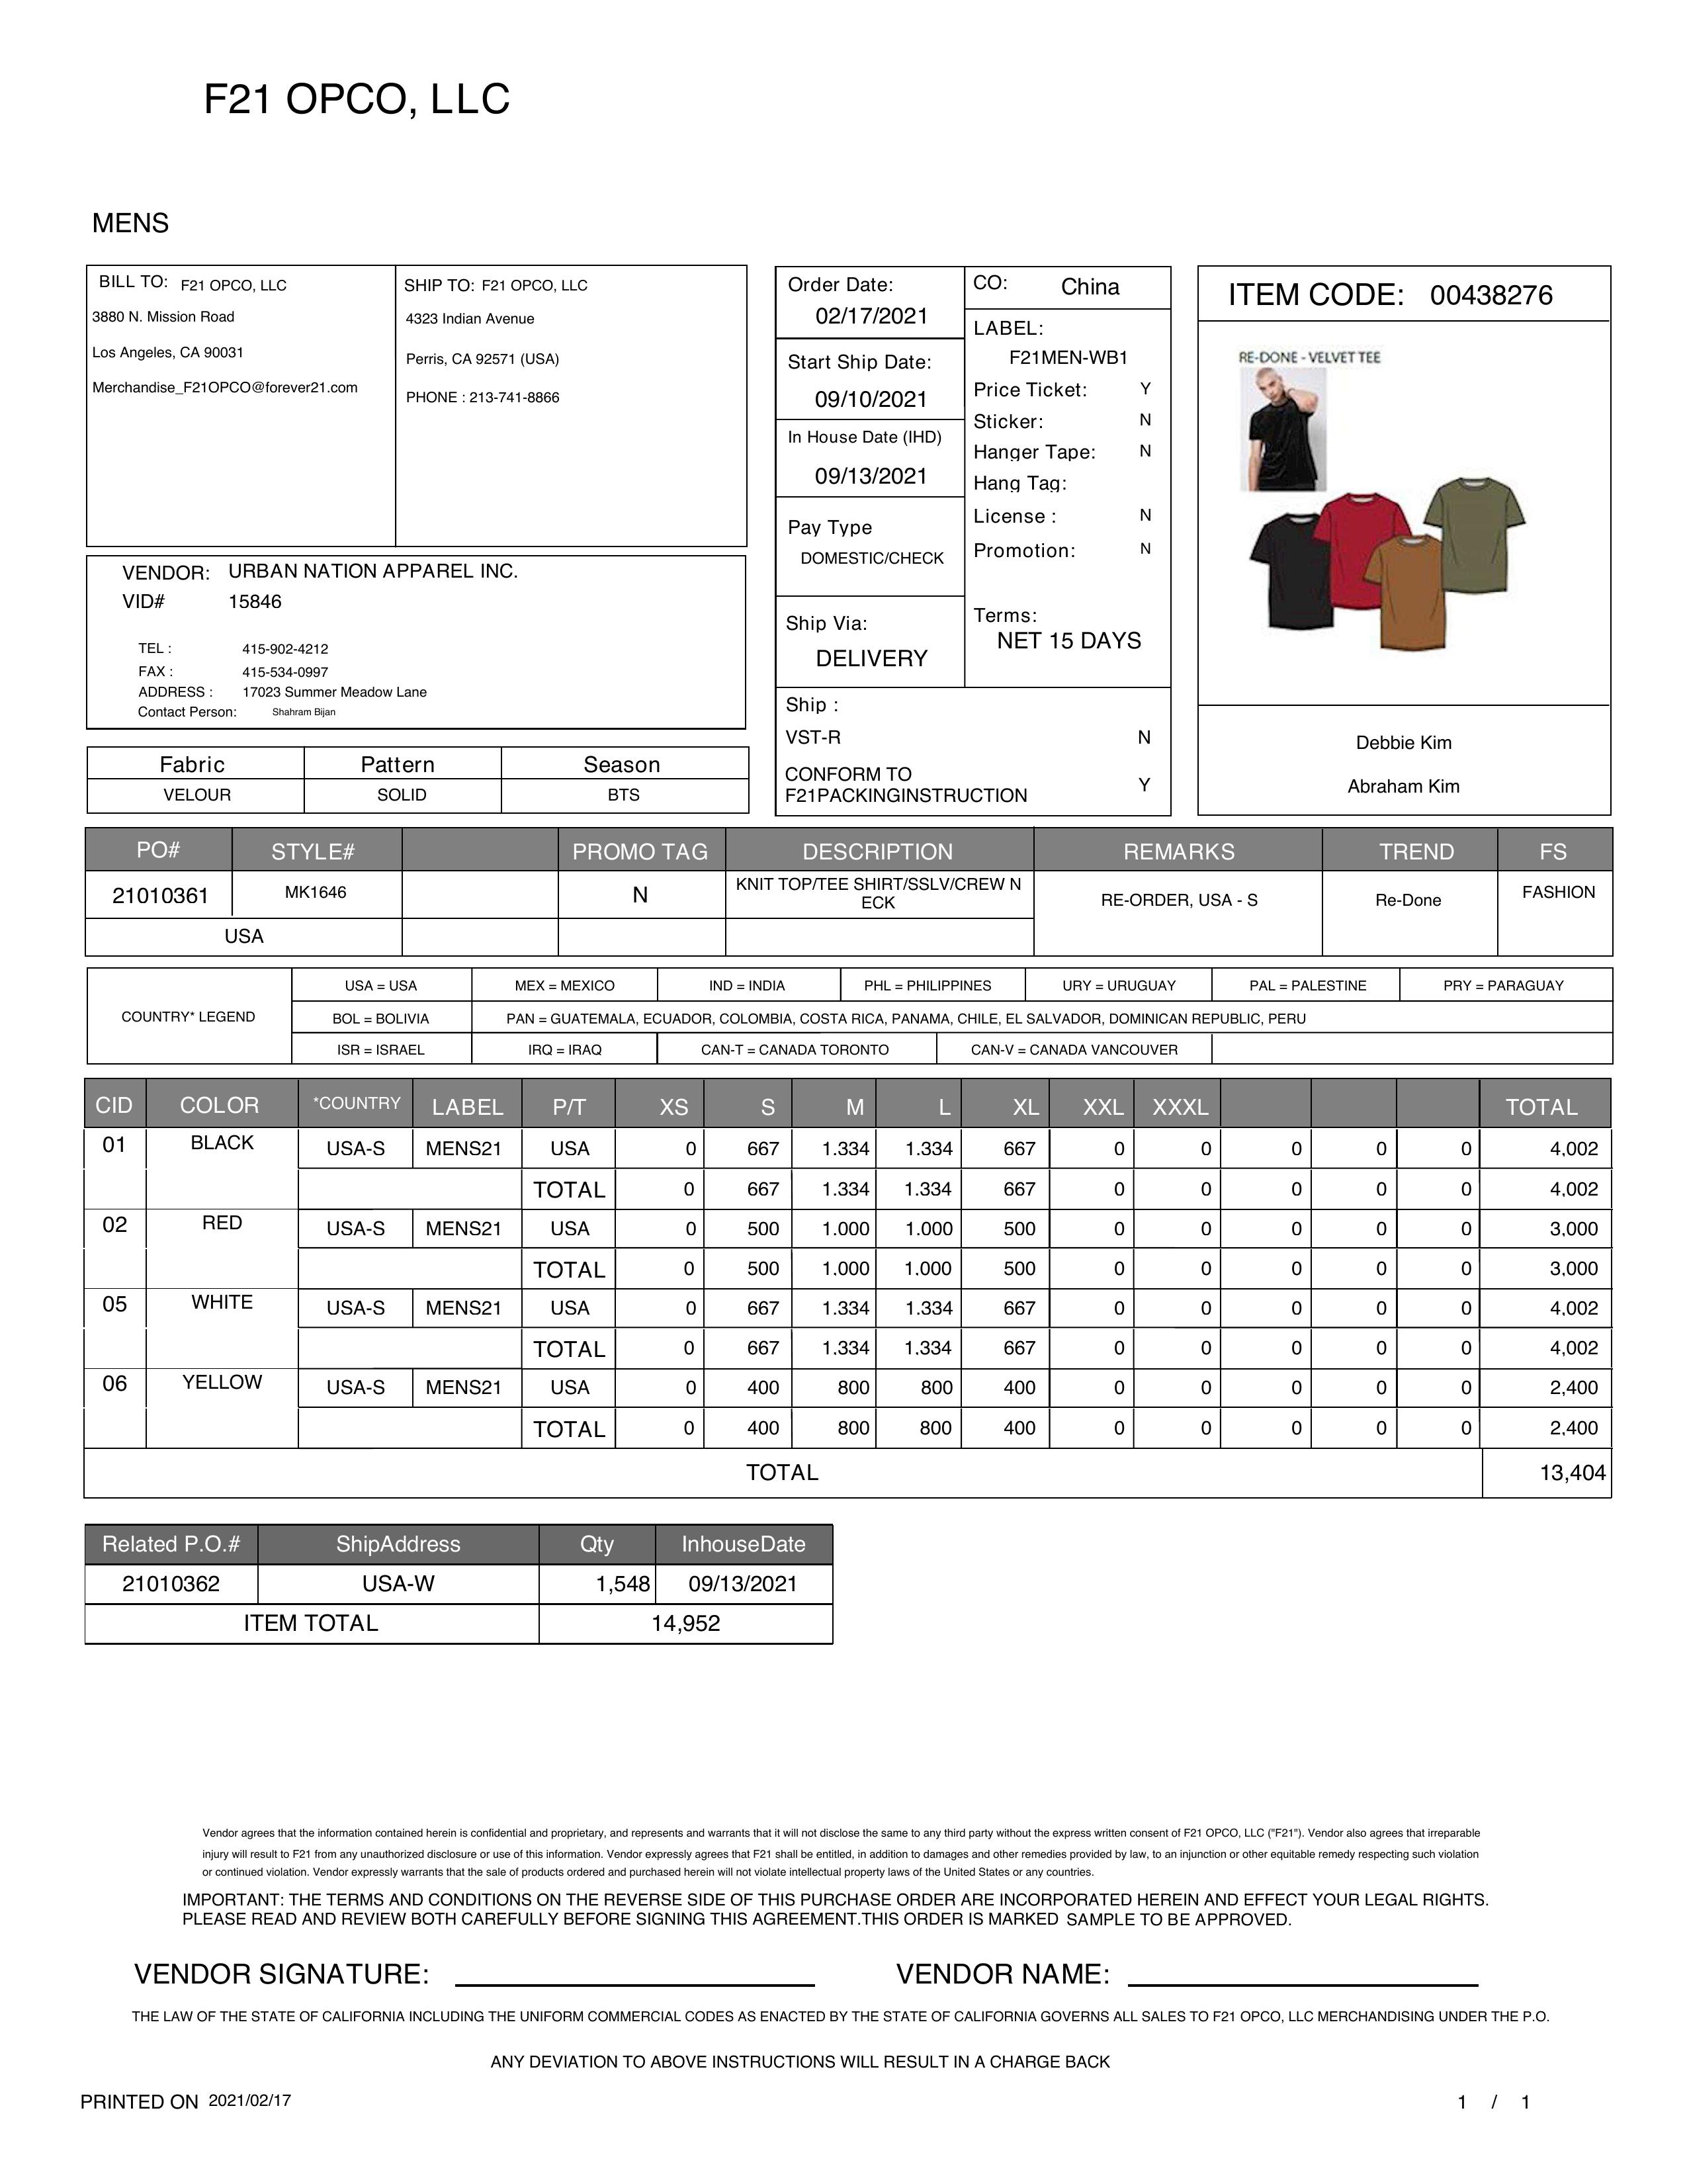 F21 OPCO, LLC
MENS
BILL TO: F21 OPCO, LLC
3880 N. Mission Road
Los Angeles, CA 90031
Merchandise_F21OPCO@forever21.com
SHIP TO: F21 OPCO, LLC
4323 Indian Avenue
Perris, CA 92571 (USA)
PHONE : 213-741-8866
VENDOR: URBAN NATION APPAREL INC.
VID# 15846
TEL : 415-902-4212
FAX : 415-534-0997
ADDRESS : 17023 Summer Meadow Lane
Contact Person: Shahram Bijan
Fabric Pattern Season
VELOUR SOLID BTS
Order Date:
02/17/2021
Start Ship Date:
09/10/2021
In House Date (IHD)
09/13/2021
Pay Type
DOMESTIC/CHECK
Ship Via:
DELIVERY
CO: China
LABEL:
F21MEN-WB1
Price Ticket: Y
Sticker: N
Hanger Tape: N
Hang Tag:
License : N
Promotion: N
Terms:
NET 15 DAYS
Ship :
VST-R N
CONFORM TO
F21PACKINGINSTRUCTION Y
ITEM CODE: 00438276
RE-DONE - VELVET TEE
Debbie Kim
Abraham Kim
PO# STYLE# PROMO TAG DESCRIPTION REMARKS TREND FS
21010361 MK1646 N KNIT TOP/TEE SHIRT/SSLV/CREW N
ECK RE-ORDER, USA - S Re-Done FASHION
USA
COUNTRY* LEGEND
USA = USA MEX = MEXICO IND = INDIA PHL = PHILIPPINES URY = URUGUAY PAL = PALESTINE PRY = PARAGUAY
BOL = BOLIVIA PAN = GUATEMALA, ECUADOR, COLOMBIA, COSTA RICA, PANAMA, CHILE, EL SALVADOR, DOMINICAN REPUBLIC, PERU
ISR = ISRAEL IRQ = IRAQ CAN-T = CANADA TORONTO CAN-V = CANADA VANCOUVER
CID COLOR *COUNTRY LABEL P/T XS S M L XL XXL XXXL TOTAL
01 BLACK USA-S MENS21 USA 0 667 1.334 1.334 667 0 0 0 0 0 4,002
TOTAL 0 667 1.334 1.334 667 0 0 0 0 0 4,002
02 RED USA-S MENS21 USA 0 500 1.000 1.000 500 0 0 0 0 0 3,000
TOTAL 0 500 1.000 1.000 500 0 0 0 0 0 3,000
05 WHITE USA-S MENS21 USA 0 667 1.334 1.334 667 0 0 0 0 0 4,002
TOTAL 0 667 1.334 1.334 667 0 0 0 0 0 4,002
06 YELLOW USA-S MENS21 USA 0 400 800 800 400 0 0 0 0 0 2,400
TOTAL 0 400 800 800 400 0 0 0 0 0 2,400
TOTAL 13,404
Related P.O.# ShipAddress Qty InhouseDate
21010362 USA-W 1,548 09/13/2021
ITEM TOTAL 14,952
Vendor agrees that the information contained herein is confidential and proprietary, and represents and warrants that it will not disclose the same to any third party without the express written consent of F21 OPCO, LLC ("F21"). Vendor also agrees that irreparable
injury will result to F21 from any unauthorized disclosure or use of this information. Vendor expressly agrees that F21 shall be entitled, in addition to damages and other remedies provided by law, to an injunction or other equitable remedy respecting such violation
or continued violation. Vendor expressly warrants that the sale of products ordered and purchased herein will not violate intellectual property laws of the United States or any countries.
IMPORTANT: THE TERMS AND CONDITIONS ON THE REVERSE SIDE OF THIS PURCHASE ORDER ARE INCORPORATED HEREIN AND EFFECT YOUR LEGAL RIGHTS.
PLEASE READ AND REVIEW BOTH CAREFULLY BEFORE SIGNING THIS AGREEMENT.THIS ORDER IS MARKED SAMPLE TO BE APPROVED.
VENDOR SIGNATURE: VENDOR NAME:
THE LAW OF THE STATE OF CALIFORNIA INCLUDING THE UNIFORM COMMERCIAL CODES AS ENACTED BY THE STATE OF CALIFORNIA GOVERNS ALL SALES TO F21 OPCO, LLC MERCHANDISING UNDER THE P.O.
ANY DEVIATION TO ABOVE INSTRUCTIONS WILL RESULT IN A CHARGE BACK
PRINTED ON 2021/02/17 1 / 1